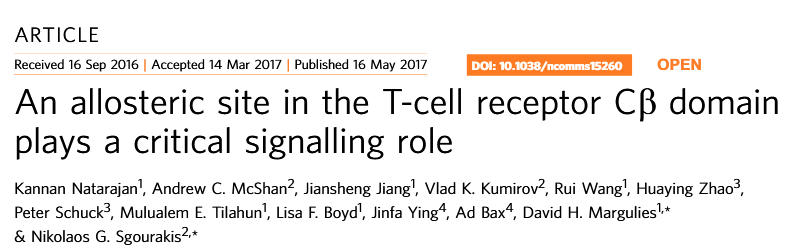 ARTICLE
Received 16 Sep 2016 | Accepted 14 Mar 2017 | Published 16 May 2017 DOI: 10.1038/ncomms15260 OPEN
An allosteric site in the T-cell receptor Cβ domain
plays a critical signalling role
Kannan Natarajan1, Andrew C. McShan2, Jiansheng Jiang1, Vlad K. Kumirov2, Rui Wang1, Huaying Zhao3,
Peter Schuck3, Mulualem E. Tilahun1, Lisa F. Boyd1, Jinfa Ying4, Ad Bax4, David H. Margulies1,*
& Nikolaos G. Sgourakis2,*